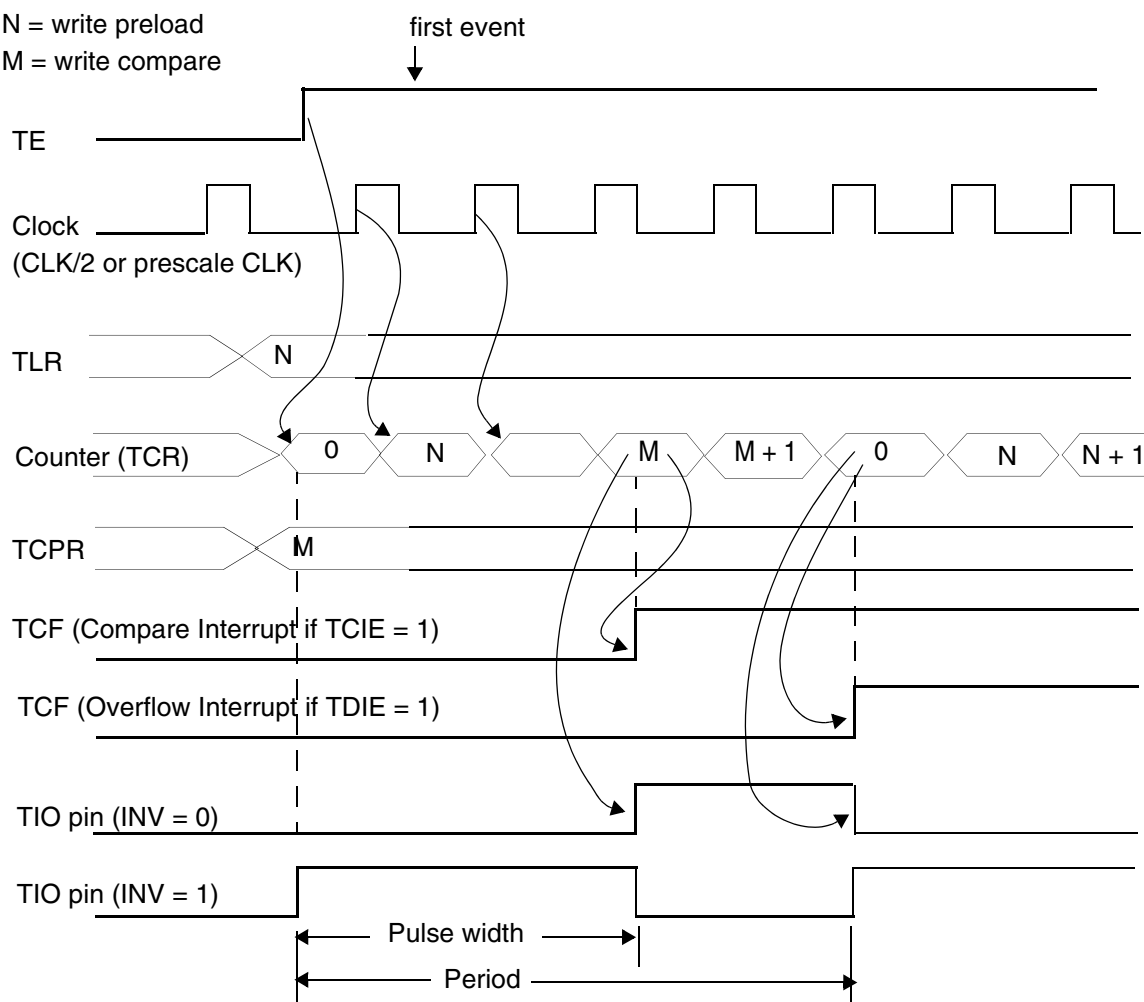 N = write preload
M = write compare
first event
TE
Clock
(CLK/2 or prescale CLK)
TLR
N
Counter (TCR)
0
N
M
M + 1
0
N
N + 1
TCPR
M
TCF (Compare Interrupt if TCIE = 1)
TCF (Overflow Interrupt if TDIE = 1)
TIO pin (INV = 0)
TIO pin (INV = 1)
Pulse width
Period